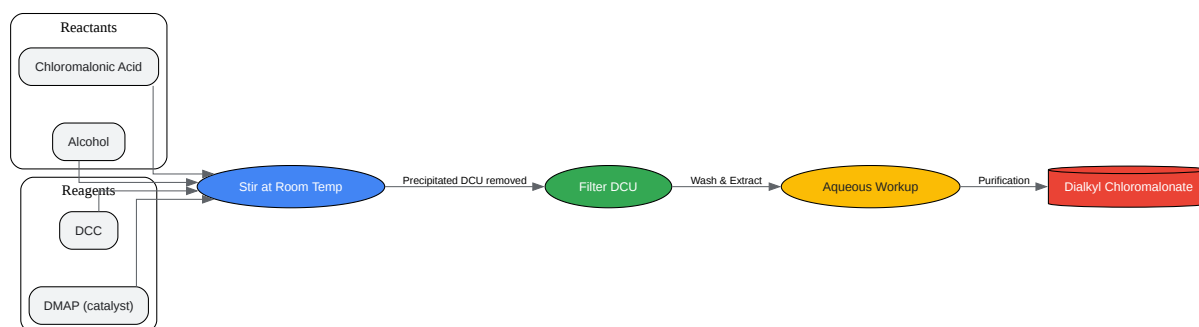 Reactants
Chloromalonic Acid
Alcohol
Reagents
DCC
DMAP (catalyst)
Stir at Room Temp
Precipitated DCU removed
Filter DCU
Wash & Extract
Aqueous Workup
Purification
Dialkyl Chloromalonate